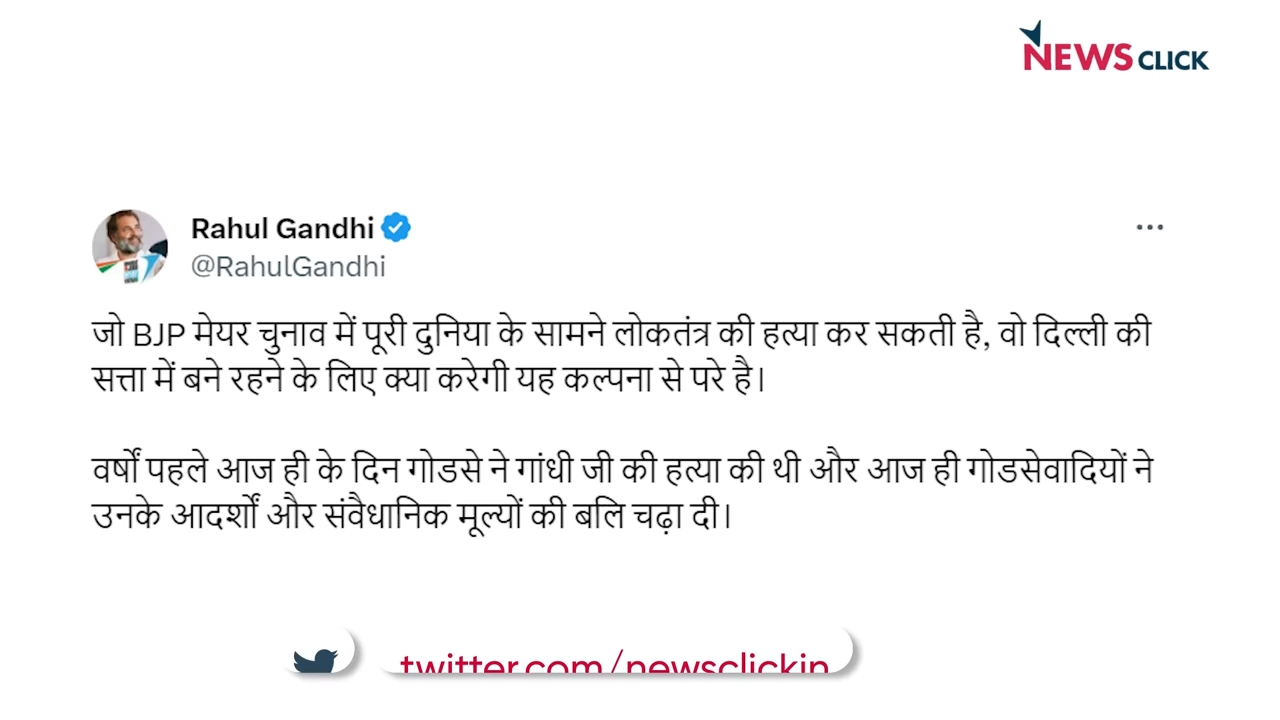 NEWS CLICK
Rahul Gandhi
@RahulGandhi
जो BJP मेयर चुनाव में पूरी दुनिया के सामने लोकतंत्र की हत्या कर सकती है, वो दिल्ली की
सत्ता में बने रहने के लिए क्या करेगी यह कल्पना से परे है।
वर्षों पहले आज ही के दिन गोडसे ने गांधी जी की हत्या की थी और आज ही गोडसेवादियों ने
उनके आदर्शों और संवैधानिक मूल्यों की बलि चढ़ा दी।
twitter.com/newsclickin